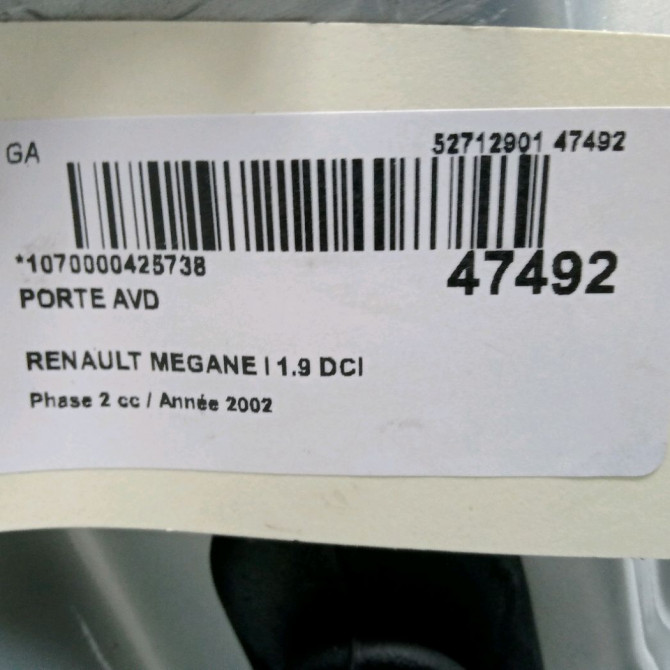 GA
52712901 47492
*1070000425738
47492
PORTE AVD
RENAULT MEGANE I 1.9 DCI
Phase 2 cc / Année 2002